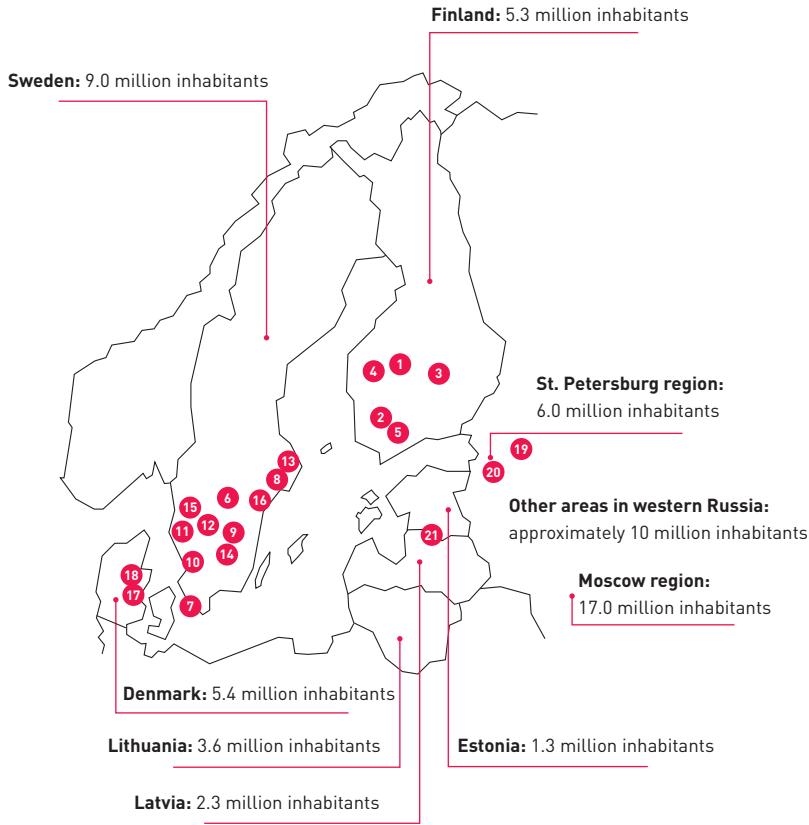 Finland: 5.3 million inhabitants
Sweden: 9.0 million inhabitants
1
4
3
St. Petersburg region:
6.0 million inhabitants
2
5
19
13
20
8
6
16
15
Other areas in western Russia:
approximately 10 million inhabitants
12
11
9
21
14
10
18
Moscow region:
17.0 million inhabitants
17
7
Denmark: 5.4 million inhabitants
Lithuania: 3.6 million inhabitants
Estonia: 1.3 million inhabitants
Latvia: 2.3 million inhabitants